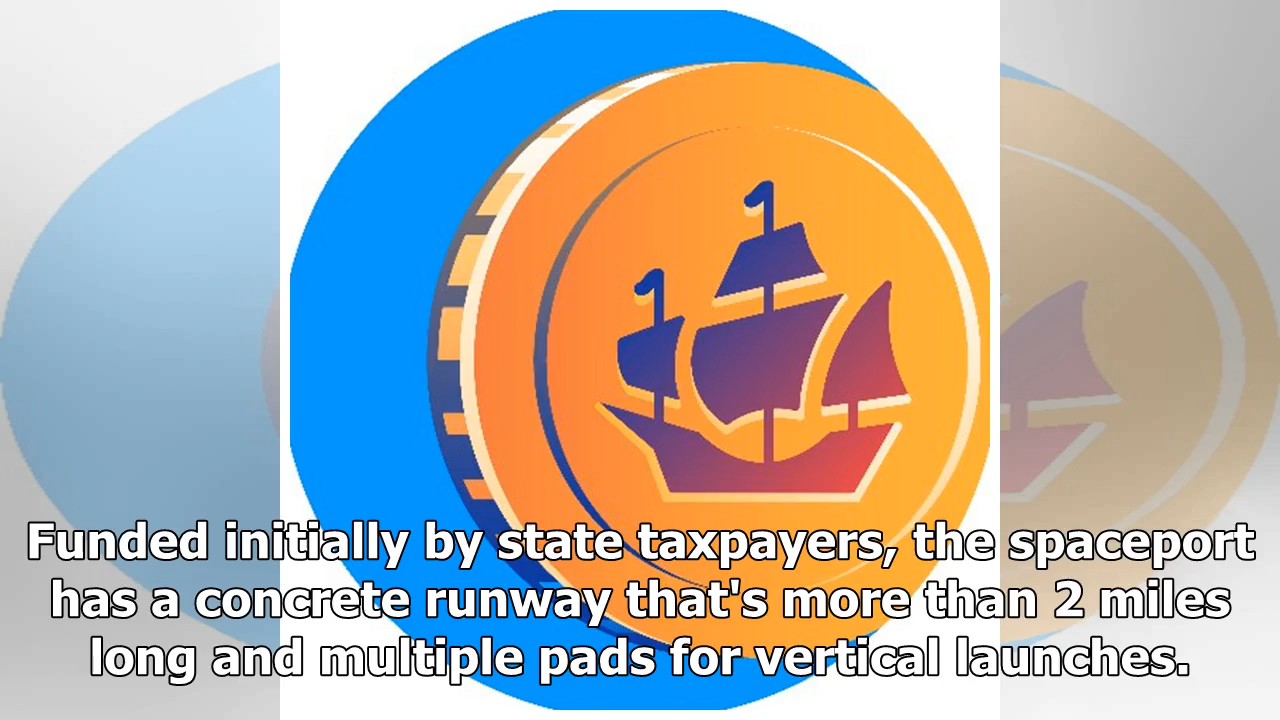 Funded initially by state taxpayers, the spaceport
has a concrete runway that's more than 2 miles
long and multiple pads for vertical launches.